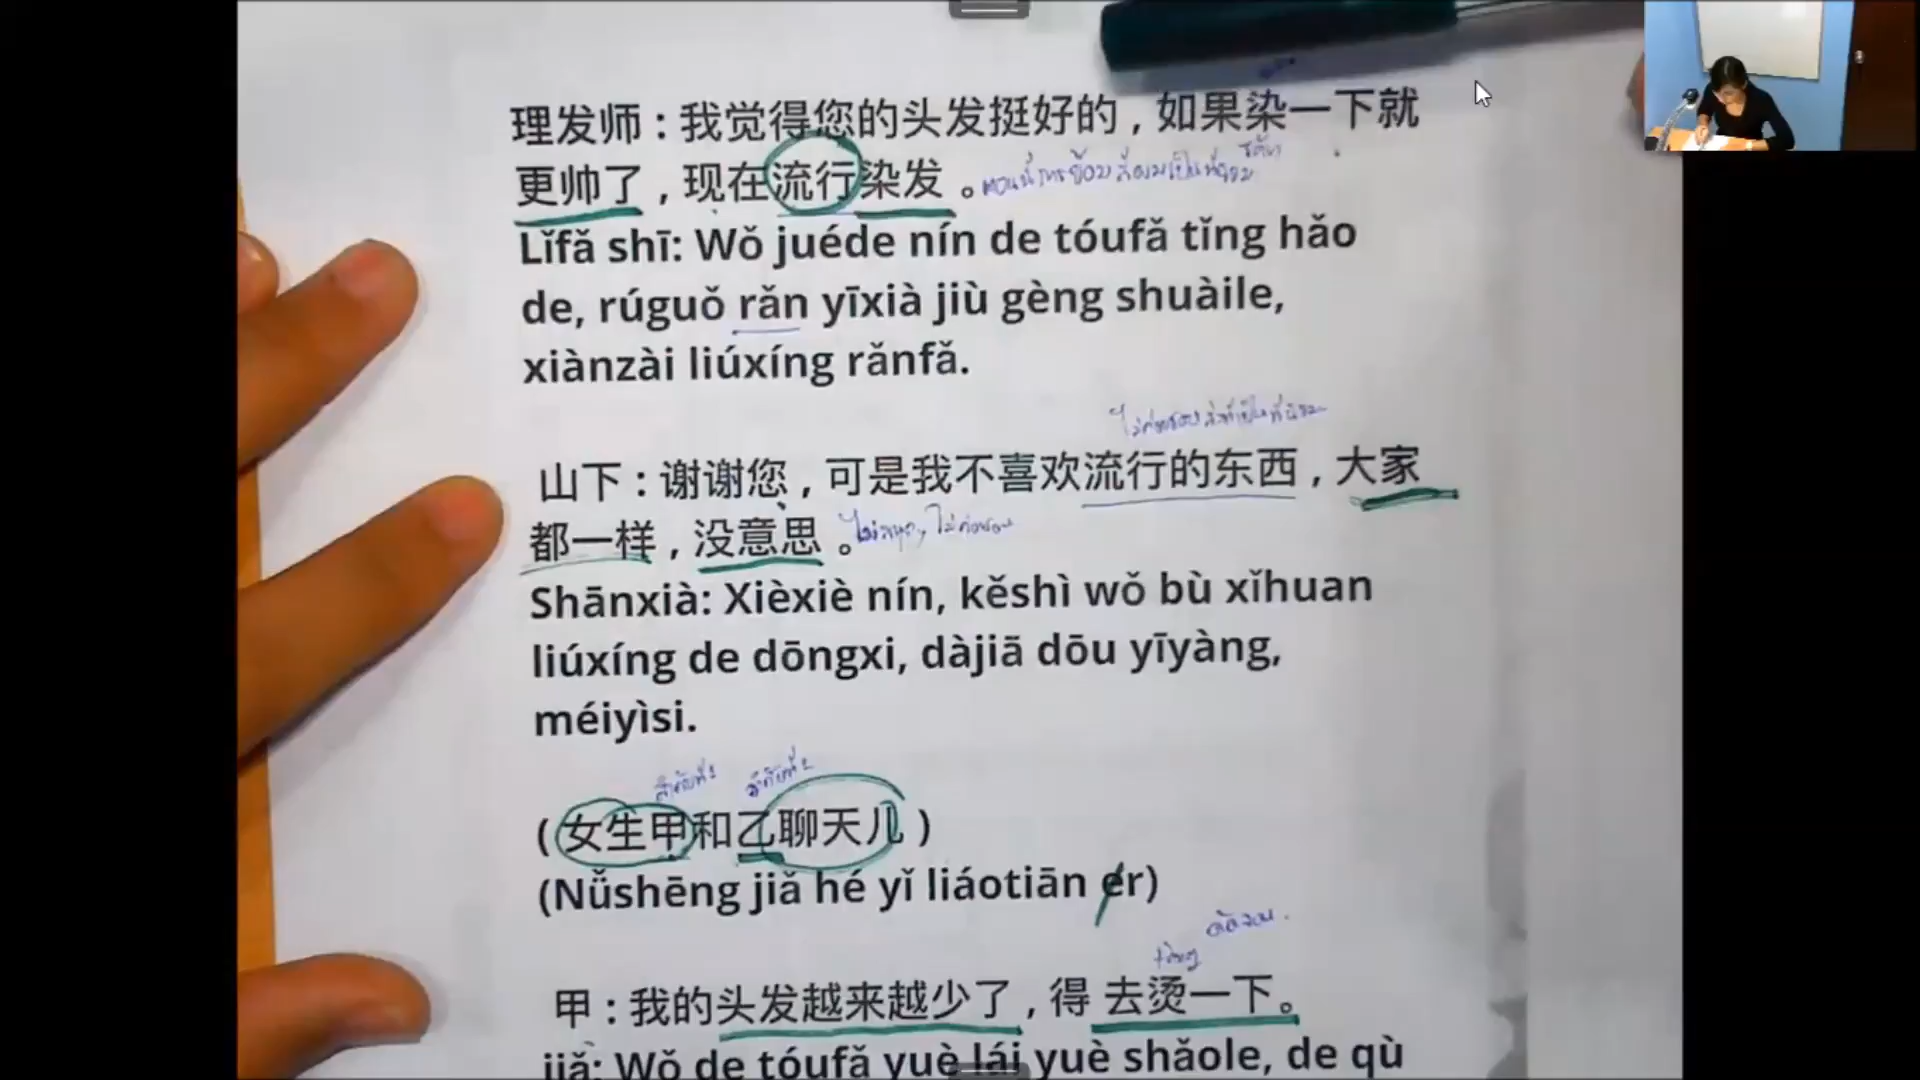 理发师：我觉得您的头发挺好的，如果染一下就
更帅了，现在流行染发。
Lǐfǎ shī: Wǒ juéde nín de tóufǎ tǐng hǎo
de, rúguǒ rǎn yīxià jiù gèng shuàile,
xiànzài liúxíng rǎnfǎ.
山下：谢谢您，可是我不喜欢流行的东西，大家
都一样，没意思。
Shānxià: Xièxiè nín, kěshì wǒ bù xǐhuan
liúxíng de dōngxi, dàjiā dōu yīyàng,
méiyìsi.
（女生甲和乙聊天儿）
(Nǚshēng jiǎ hé yǐ liáotiān er)
甲：我的头发越来越少了，得 去烫一下。
jiǎ: Wǒ de tóufǎ yuè lái yuè shǎole, de qù